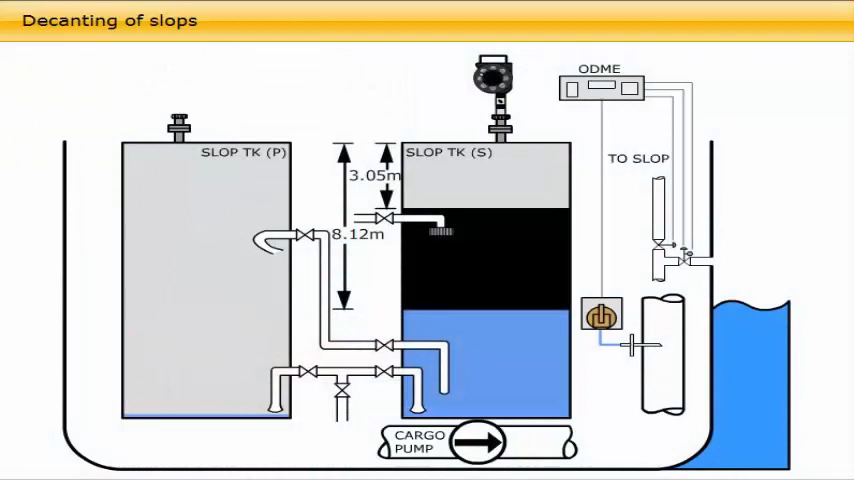 Decanting of slops
ODME
SLOP TK (P)
SLOP TK (S)
TO SLOP
3.05m
8.12m
CARGO
PUMP